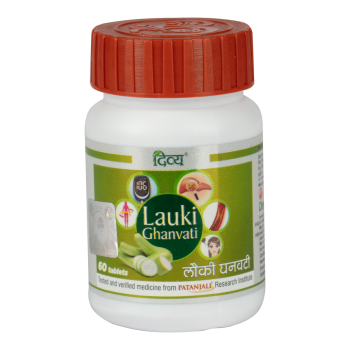 दिव्य
Lauki
Ghanvati
60 tablets
लौकी घनवटी
Tested and verified medicine from PATANJALI Research Institute